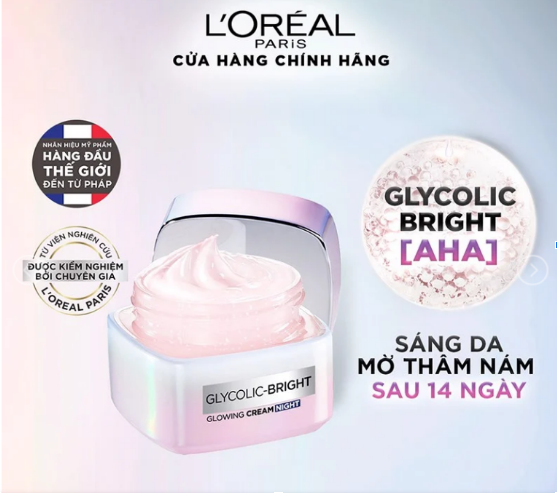 L'ORÉAL
PARIS
CỬA HÀNG CHÍNH HÃNG
NHÃN HIỆU MỸ PHẨM
HÀNG ĐẦU
THẾ GIỚI
ĐẾN TỪ PHÁP
TỪ VIỆN NGHIÊN CỨU
ĐƯỢC KIỂM NGHIỆM
BỞI CHUYÊN GIA
L'OREAL PARIS
GLYCOLIC
BRIGHT
[AHA]
GLYCOLIC-BRIGHT
GLOWING CREAM NIGHT
SÁNG DA
MỜ THÂM NÁM
SAU 14 NGÀY